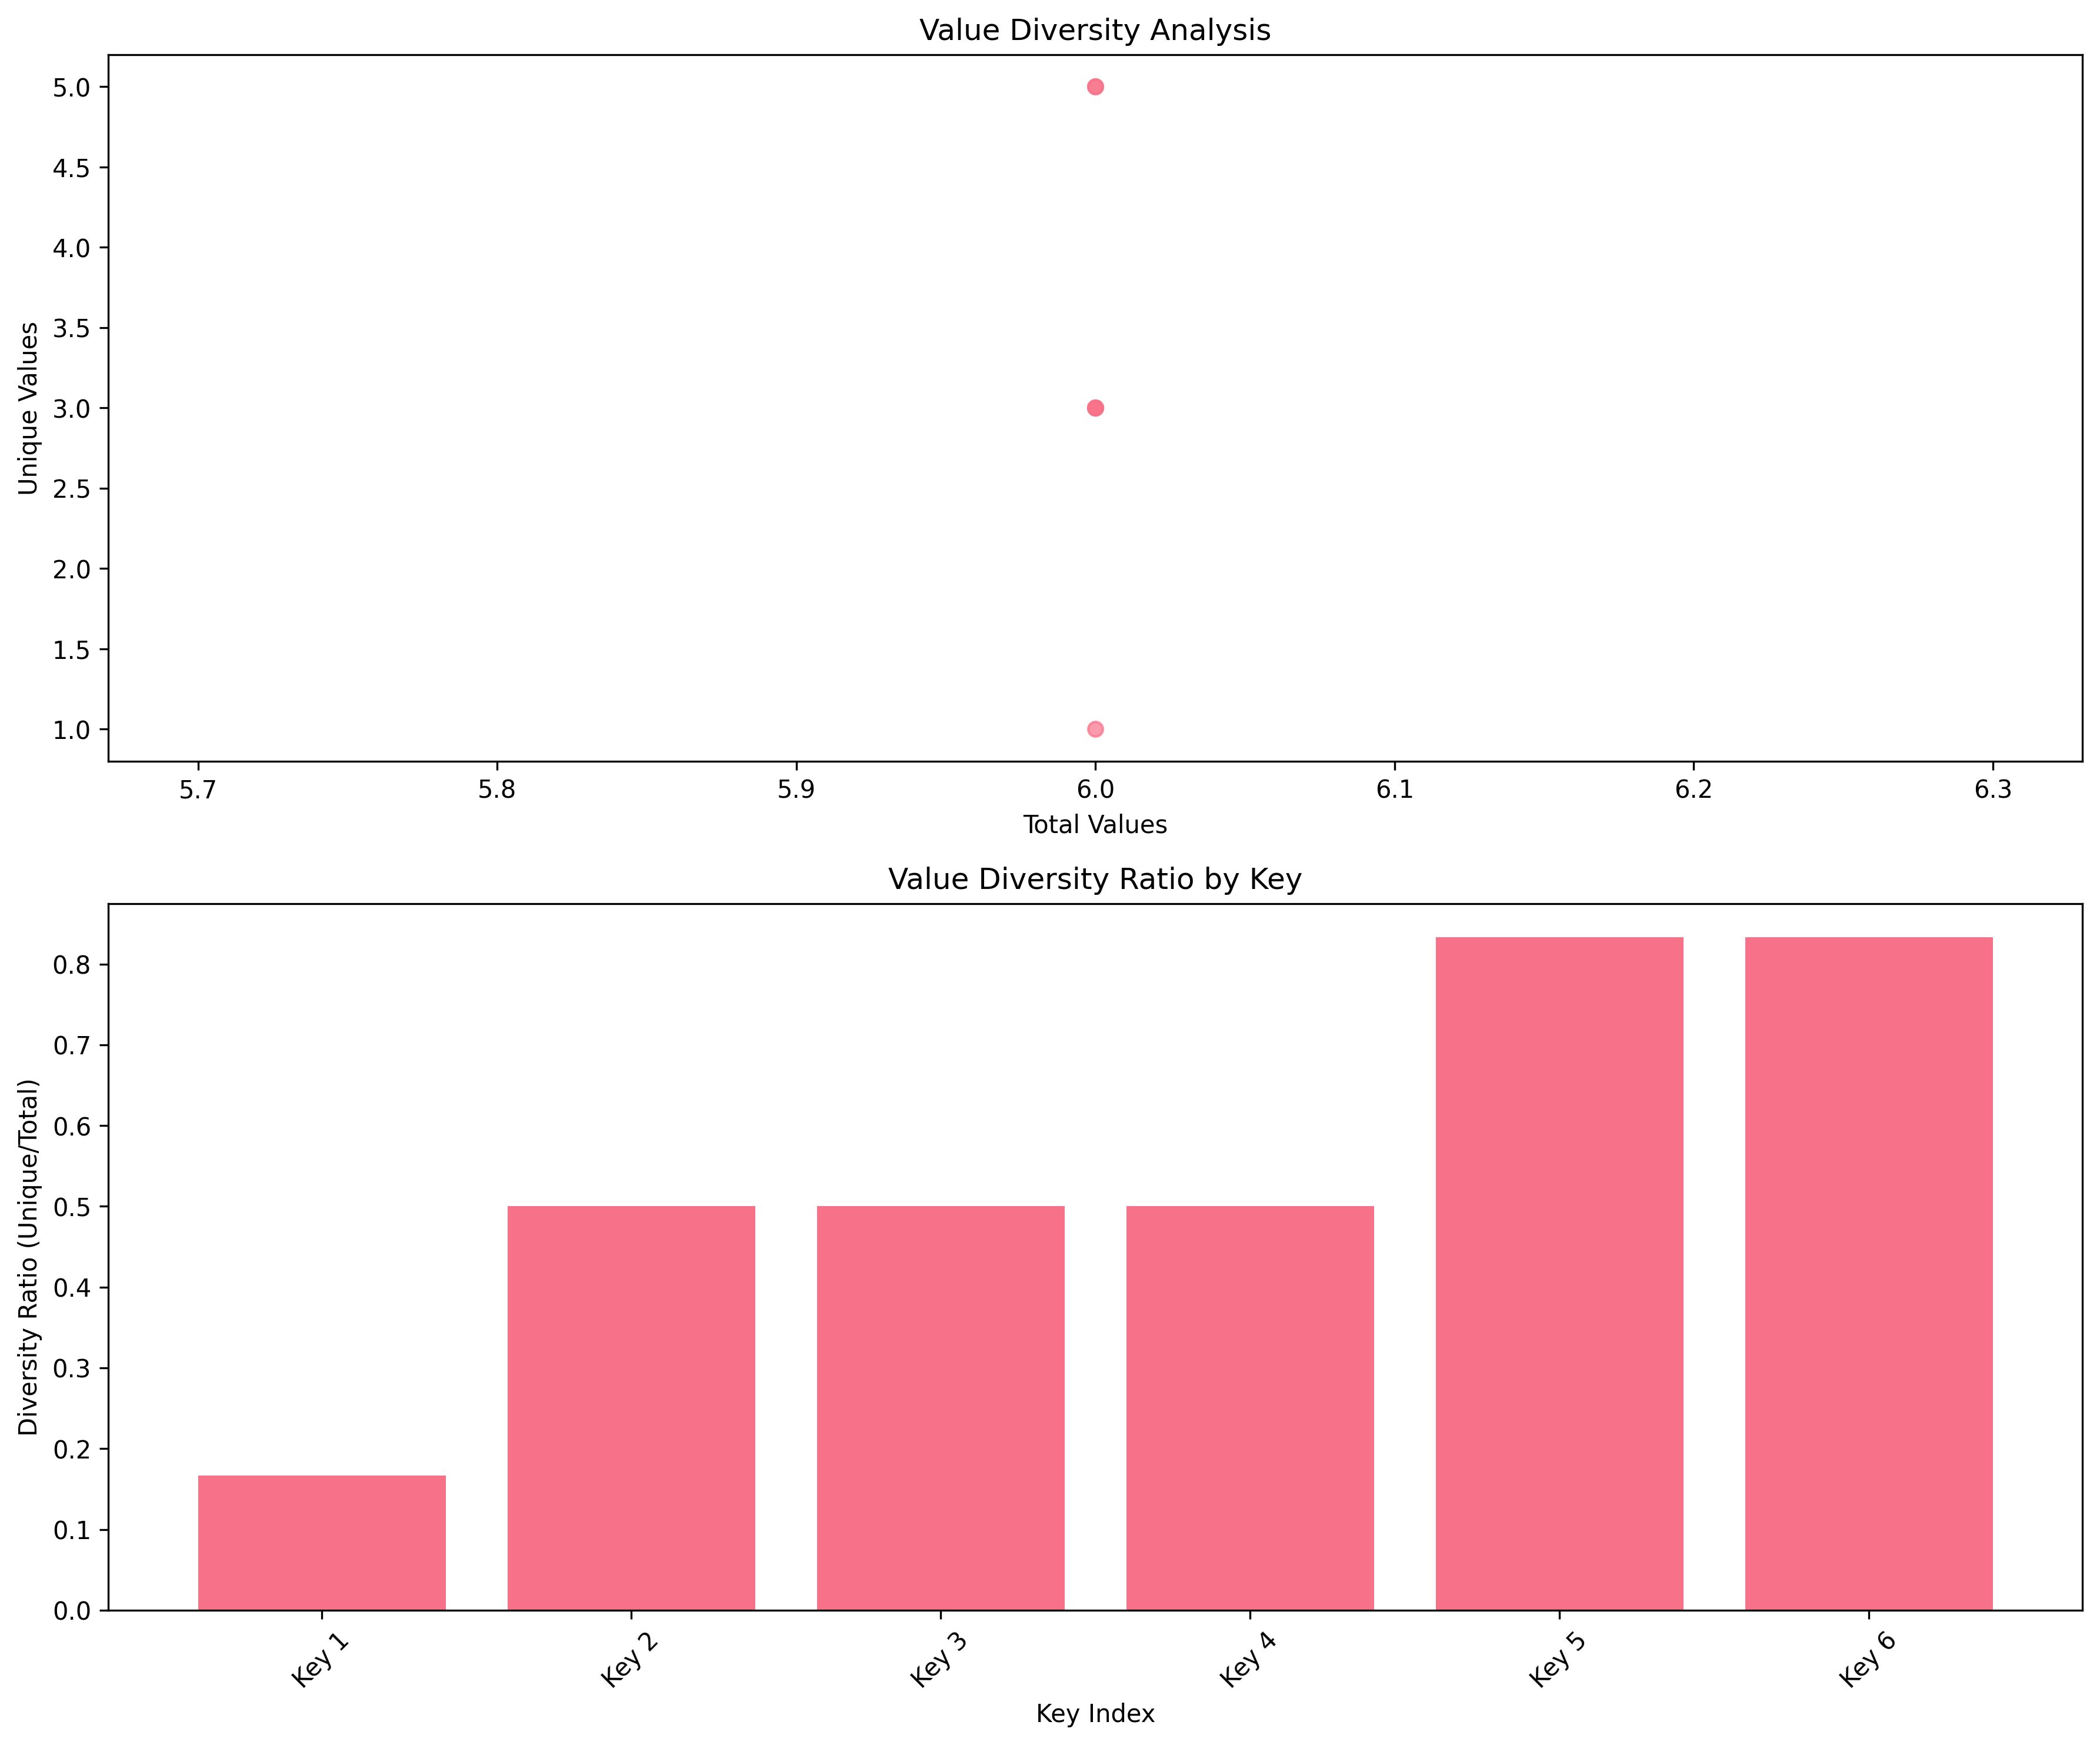 Value Diversity Analysis
Unique Values
5.0
4.5
4.0
3.5
3.0
2.5
2.0
1.5
1.0
5.7 5.8 5.9 6.0 6.1 6.2 6.3
Total Values
Value Diversity Ratio by Key
Diversity Ratio (Unique/Total)
0.8
0.7
0.6
0.5
0.4
0.3
0.2
0.1
0.0
Key 1 Key 2 Key 3 Key 4 Key 5 Key 6
Key Index